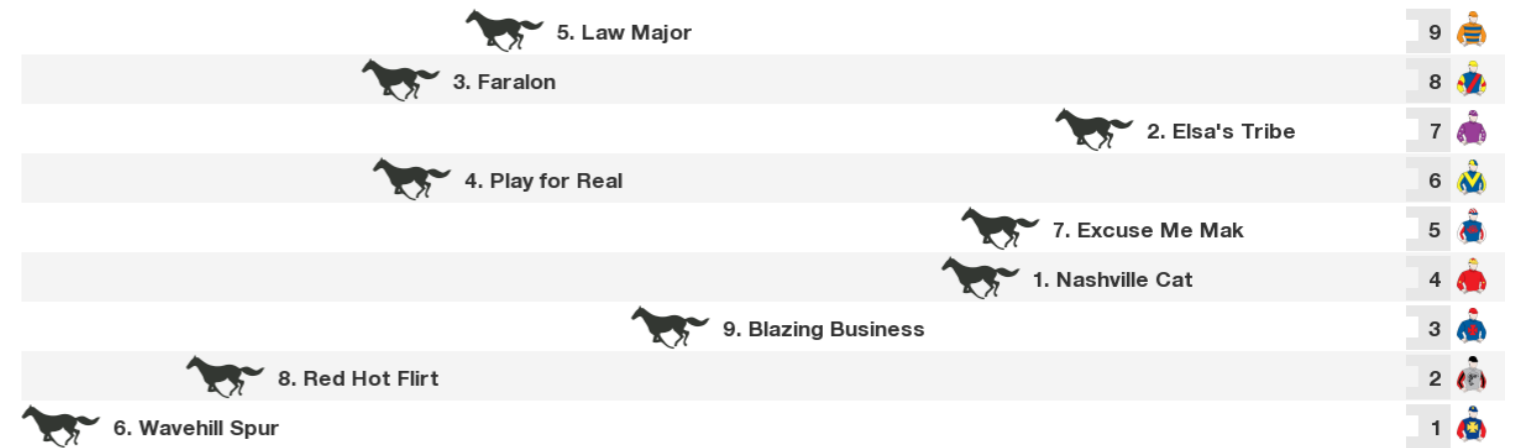 5. Law Major 9
3. Faralon 8
2. Elsa's Tribe 7
4. Play for Real 6
7. Excuse Me Mak 5
1. Nashville Cat 4
9. Blazing Business 3
8. Red Hot Flirt 2
6. Wavehill Spur 1